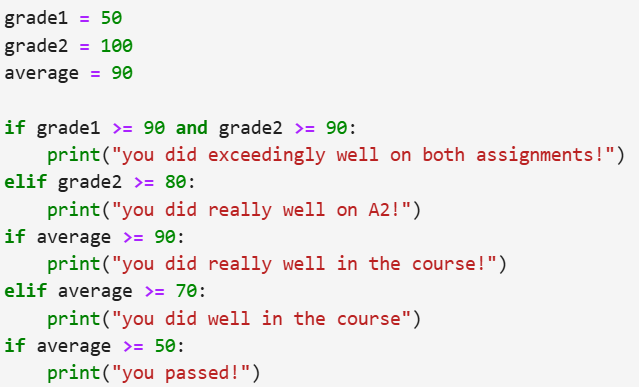 grade1 = 50
grade2 = 100
average = 90

if grade1 >= 90 and grade2 >= 90:
    print("you did exceedingly well on both assignments!")
elif grade2 >= 80:
    print("you did really well on A2!")
if average >= 90:
    print("you did really well in the course!")
elif average >= 70:
    print("you did well in the course")
if average >= 50:
    print("you passed!")